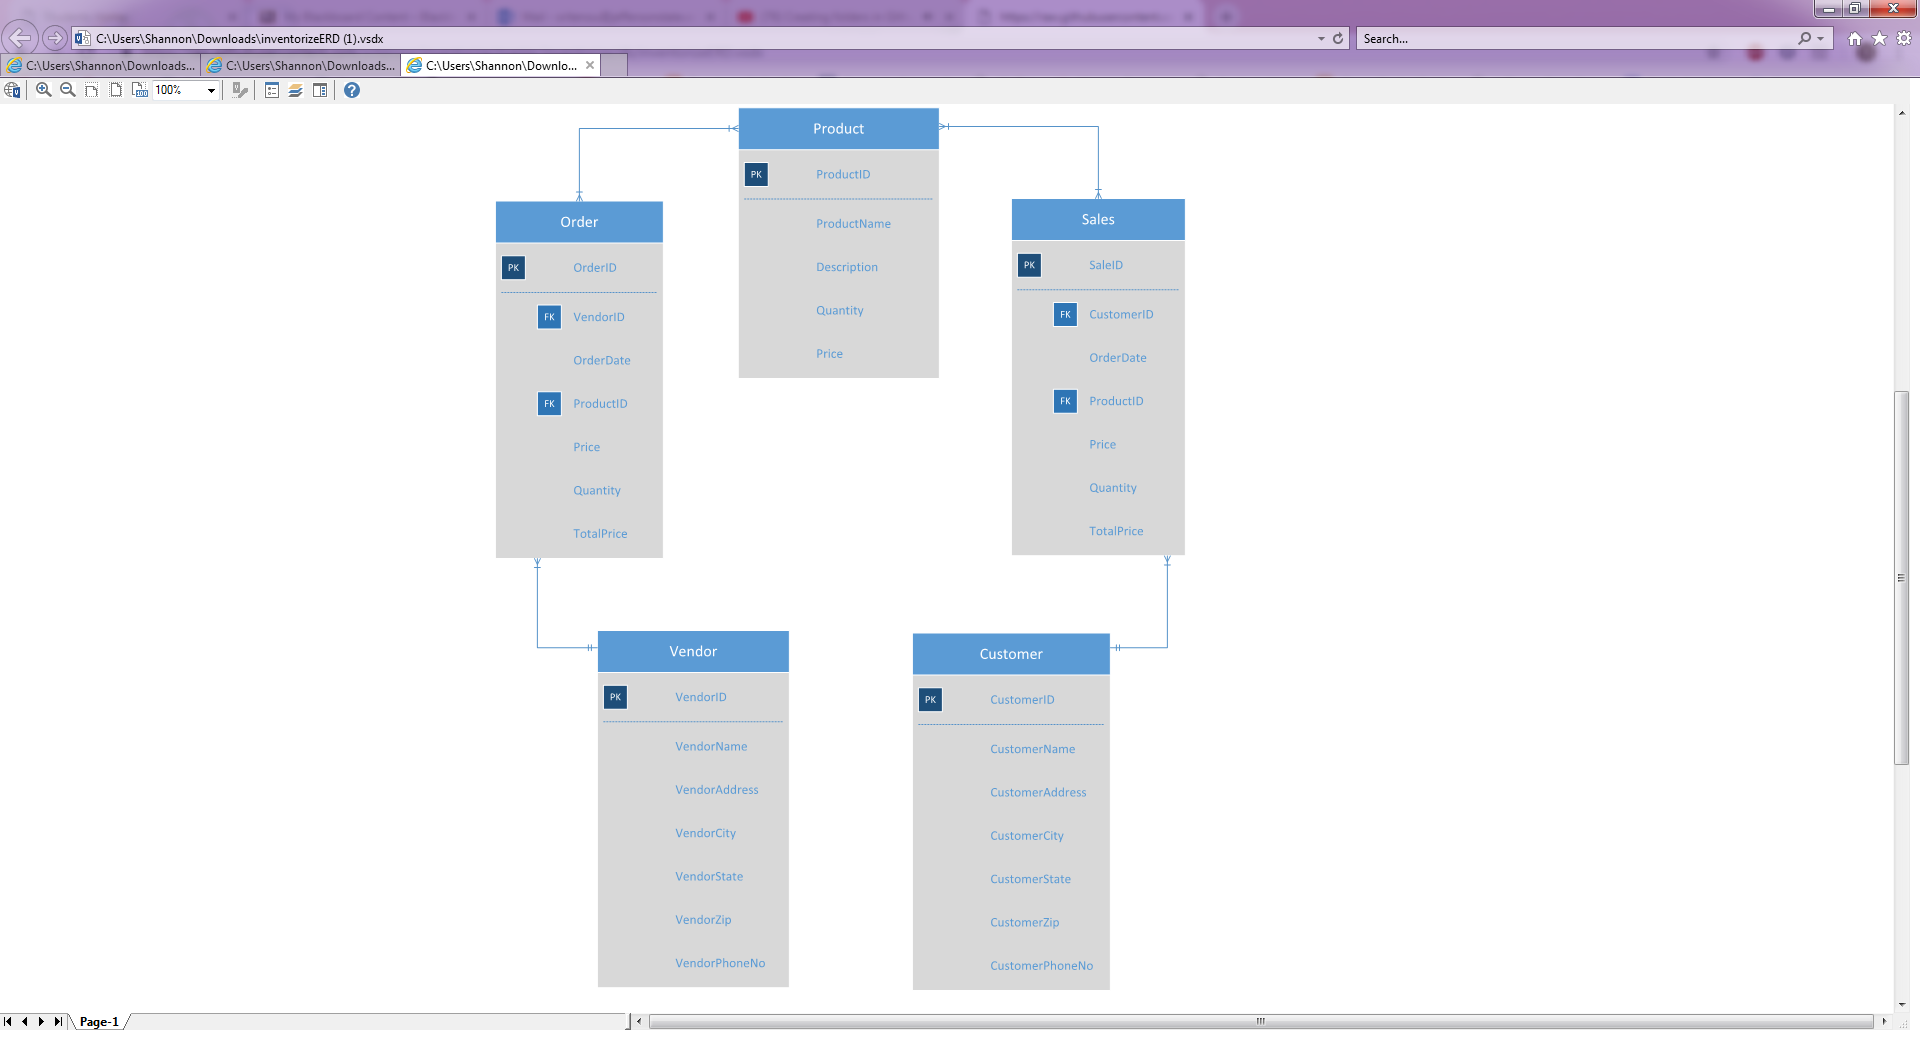 C:\Users\Shannon\Downloads\inventorizeERD (1).vsdx
Search...
C:\Users\Shannon\Downloads...
C:\Users\Shannon\Downloads...
C:\Users\Shannon\Downlo...
100%
Product
PK ProductID
ProductName
Description
Quantity
Price
Order
PK OrderID
FK VendorID
OrderDate
FK ProductID
Price
Quantity
TotalPrice
Sales
PK SaleID
FK CustomerID
OrderDate
FK ProductID
Price
Quantity
TotalPrice
Vendor
PK VendorID
VendorName
VendorAddress
VendorCity
VendorState
VendorZip
VendorPhoneNo
Customer
PK CustomerID
CustomerName
CustomerAddress
CustomerCity
CustomerState
CustomerZip
CustomerPhoneNo
Page-1